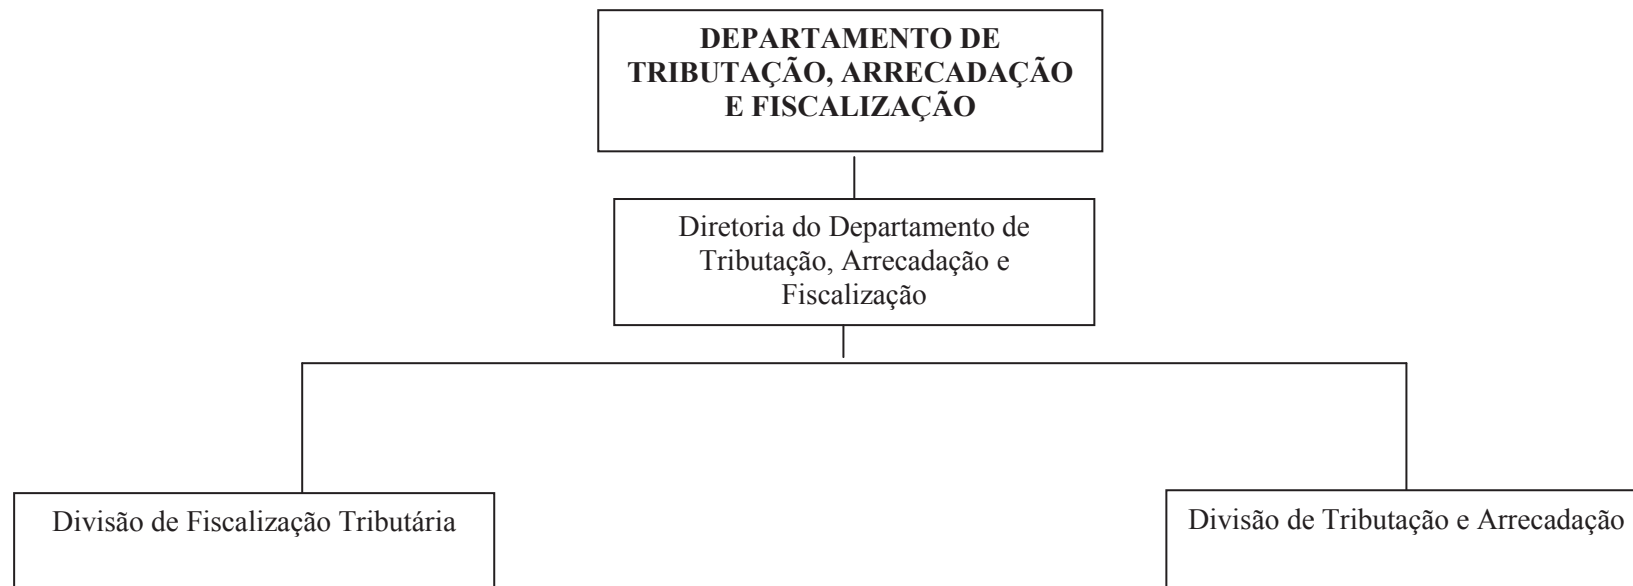 DEPARTAMENTO DE
TRIBUTAÇÃO, ARRECADAÇÃO
E FISCALIZAÇÃO
Diretoria do Departamento de
Tributação, Arrecadação e
Fiscalização
Divisão de Fiscalização Tributária
Divisão de Tributação e Arrecadação